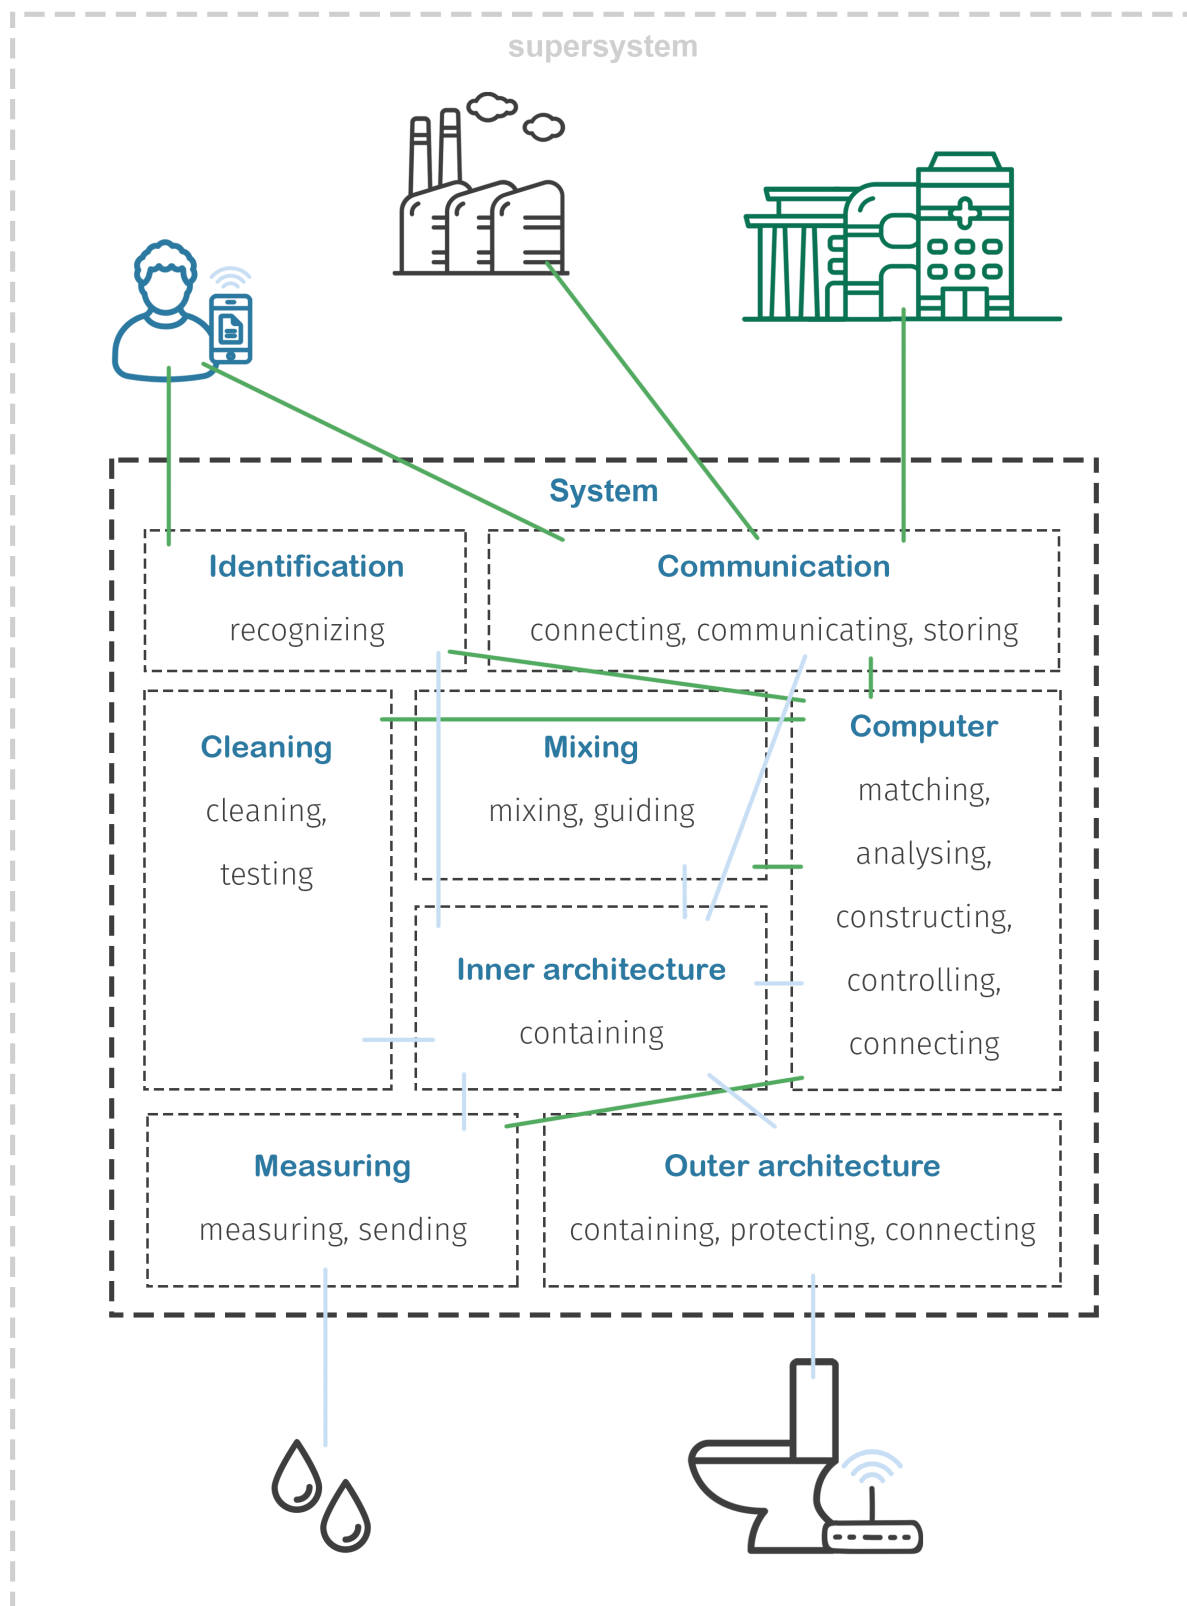 supersystem
System
Identification
recognizing
Communication
connecting, communicating, storing
Cleaning
cleaning,
testing
Mixing
mixing, guiding
Computer
matching,
analysing,
constructing,
controlling,
connecting
Inner architecture
containing
Measuring
measuring, sending
Outer architecture
containing, protecting, connecting